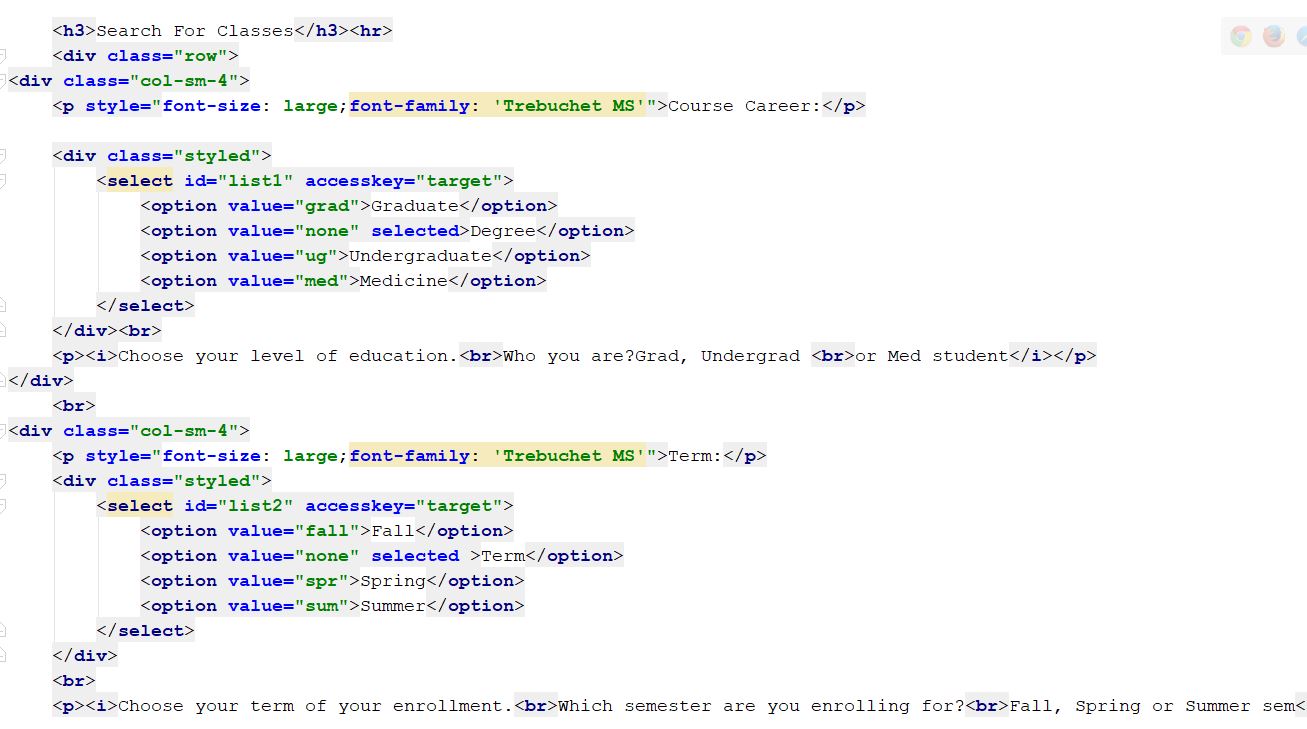 <h3>Search For Classes</h3><hr>
<div class="row">
<div class="col-sm-4">
<p style="font-size: large;font-family: 'Trebuchet MS'">Course Career:</p>
<div class="styled">
<select id="list1" accesskey="target">
<option value="grad">Graduate</option>
<option value="none" selected>Degree</option>
<option value="ug">Undergraduate</option>
<option value="med">Medicine</option>
</select>
</div><br>
<p><i>Choose your level of education.<br>Who you are?Grad, Undergrad <br>or Med student</i></p>
</div>
<br>
<div class="col-sm-4">
<p style="font-size: large;font-family: 'Trebuchet MS'">Term:</p>
<div class="styled">
<select id="list2" accesskey="target">
<option value="fall">Fall</option>
<option value="none" selected >Term</option>
<option value="spr">Spring</option>
<option value="sum">Summer</option>
</select>
</div>
<br>
<p><i>Choose your term of your enrollment.<br>Which semester are you enrolling for?<br>Fall, Spring or Summer sem<